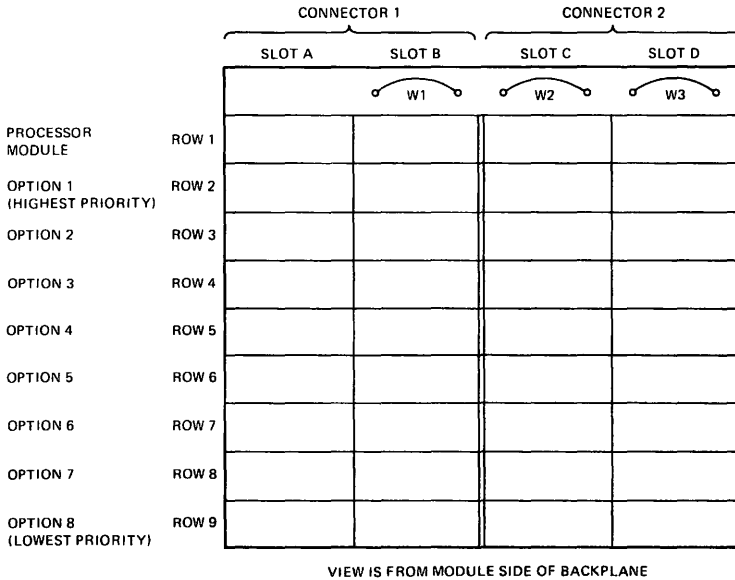 CONNECTOR 1 CONNECTOR 2
SLOT A SLOT B SLOT C SLOT D
W1 W2 W3
PROCESSOR
MODULE ROW 1
OPTION 1 ROW 2
(HIGHEST PRIORITY)
OPTION 2 ROW 3
OPTION 3 ROW 4
OPTION 4 ROW 5
OPTION 5 ROW 6
OPTION 6 ROW 7
OPTION 7 ROW 8
OPTION 8 ROW 9
(LOWEST PRIORITY)
VIEW IS FROM MODULE SIDE OF BACKPLANE